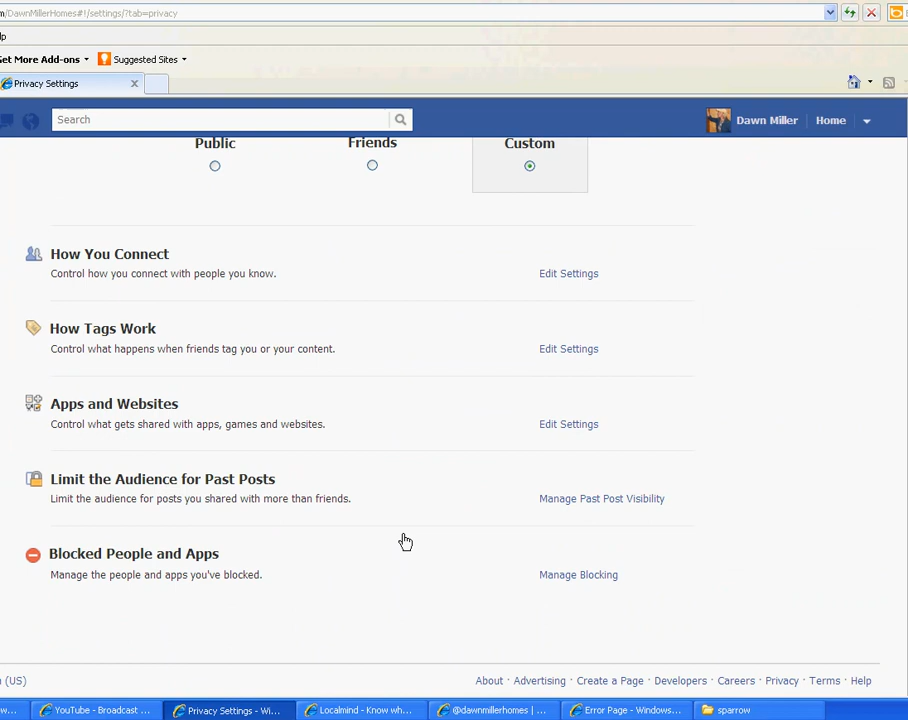 m/DawnMillerHomes#!/settings/?tab=privacy
lp
Get More Add-ons Suggested Sites
Privacy Settings
Search Dawn Miller Home
Public Friends Custom
How You Connect
Control how you connect with people you know. Edit Settings
How Tags Work
Control what happens when friends tag you or your content. Edit Settings
Apps and Websites
Control what gets shared with apps, games and websites. Edit Settings
Limit the Audience for Past Posts
Limit the audience for posts you shared with more than friends. Manage Past Post Visibility
Blocked People and Apps
Manage the people and apps you've blocked. Manage Blocking
(US) About · Advertising · Create a Page · Developers · Careers · Privacy · Terms · Help
w... YouTube - Broadcast ... Privacy Settings - Wi... Localmind - Know wh... @dawnmillerhomes | ... Error Page - Windows... sparrow